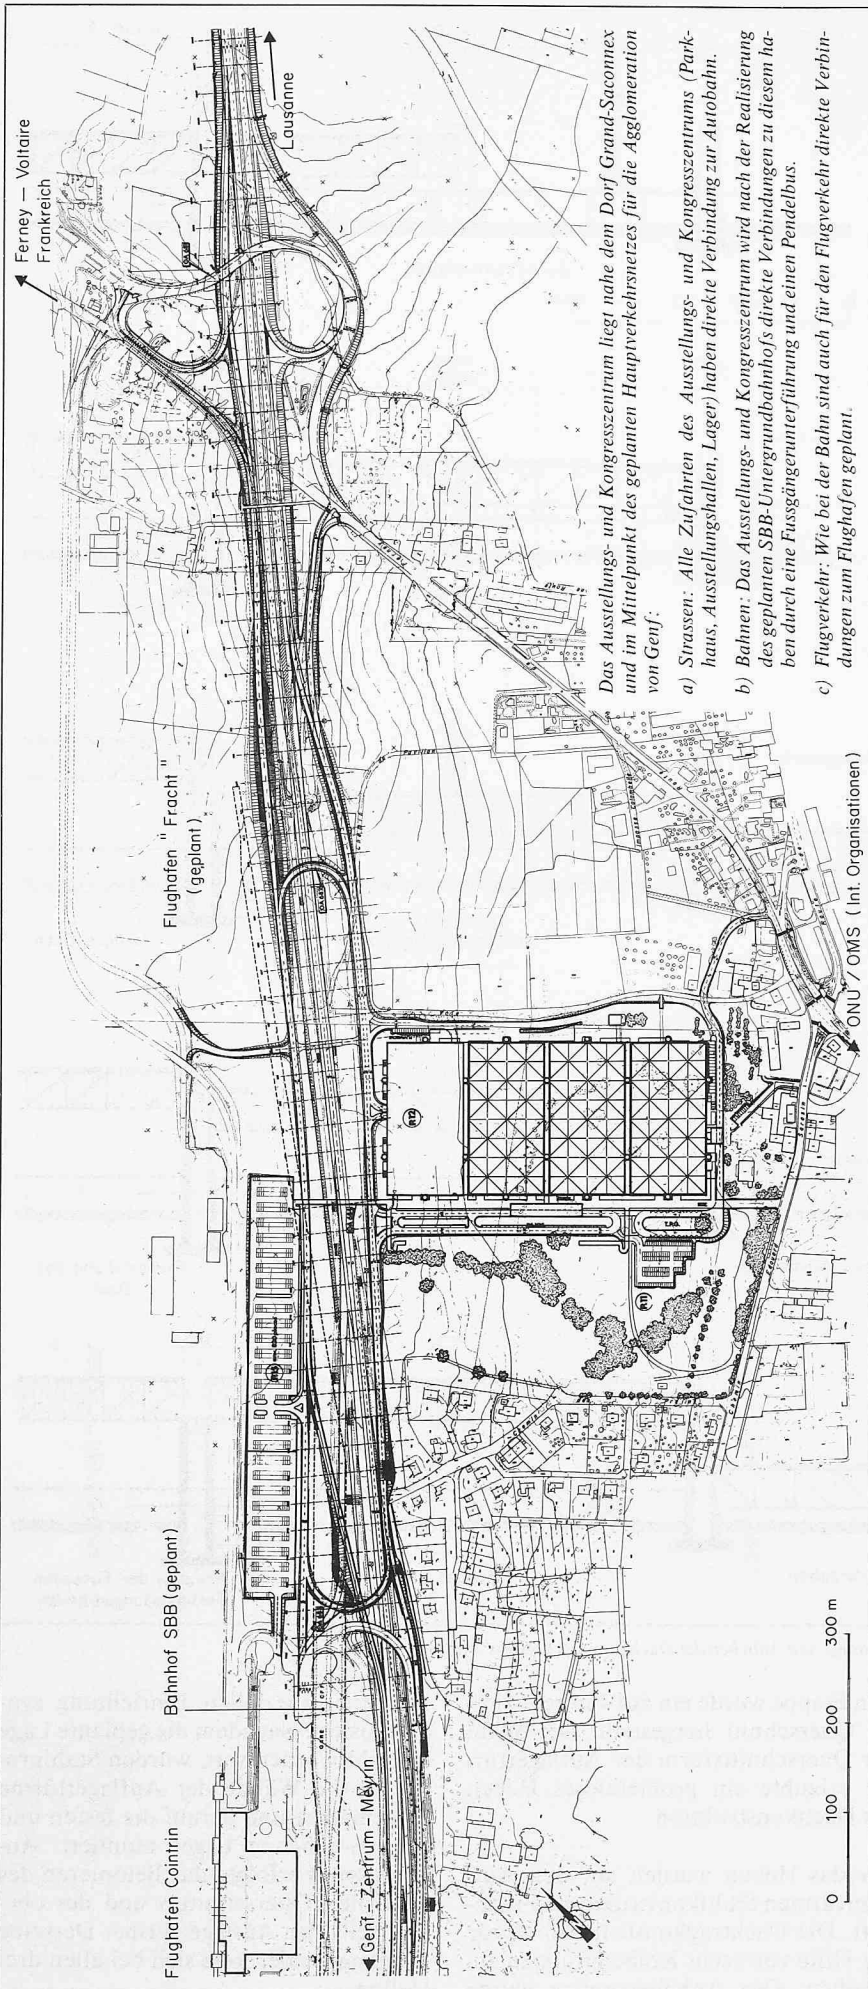 Ferney – Voltaire
Frankreich
Lausanne
Flughafen "Fracht"
(geplant)
Bahnhof SBB (geplant)
Flughafen Cointrin
Genf-Zentrum - Meyrin
ONU / OMS (Int. Organisationen)
R12
R11
0 100 200 300 m
Das Ausstellungs- und Kongresszentrum liegt nahe dem Dorf Grand-Saconnex
und im Mittelpunkt des geplanten Hauptverkehrsnetzes für die Agglomeration
von Genf:
a) Strassen: Alle Zufahrten des Ausstellungs- und Kongresszentrums (Park-
haus, Ausstellungshallen, Lager) haben direkte Verbindung zur Autobahn.
b) Bahnen: Das Ausstellungs- und Kongresszentrum wird nach der Realisierung
des geplanten SBB-Untergrundbahnhofs direkte Verbindungen zu diesem ha-
ben durch eine Fussgängerunterführung und einen Pendelbus.
c) Flugverkehr: Wie bei der Bahn sind auch für den Flugverkehr direkte Verbin-
dungen zum Flughafen geplant.